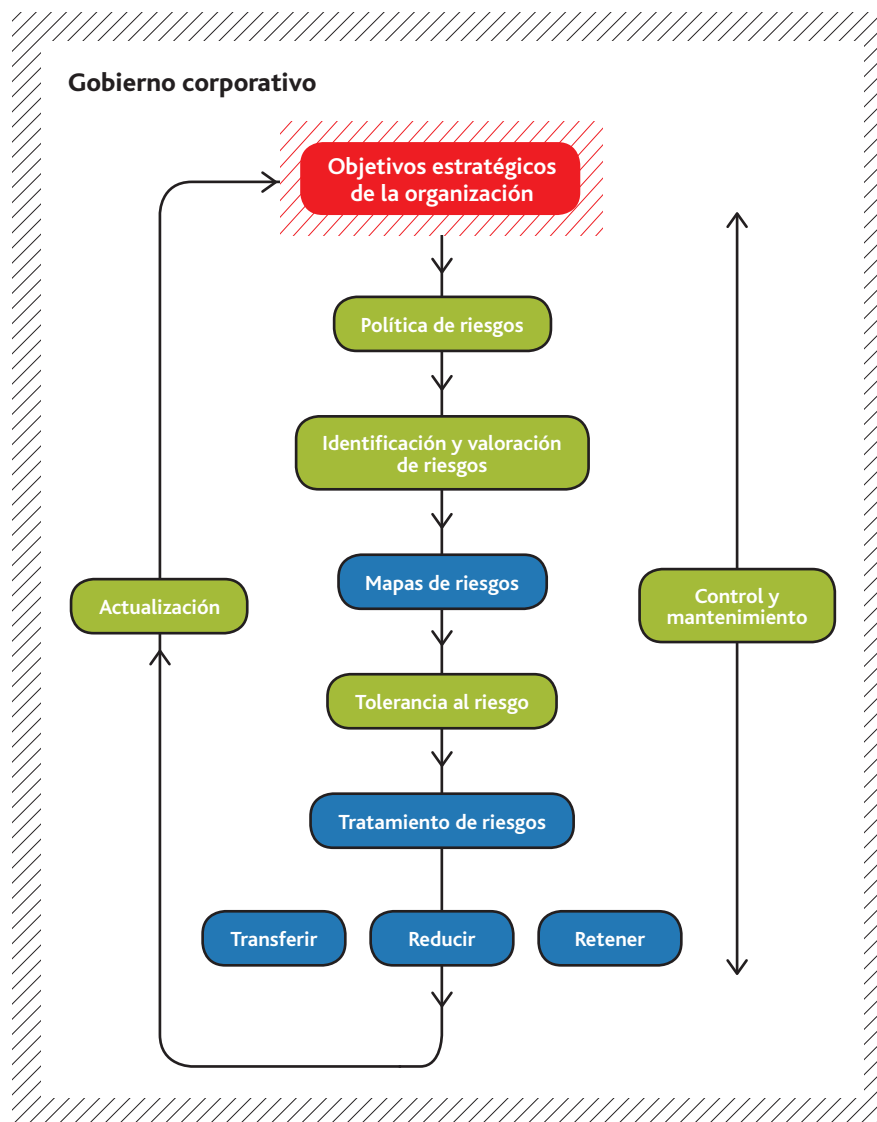 Gobierno corporativo
Objetivos estratégicos
de la organización
Política de riesgos
Identificación y valoración
de riesgos
Mapas de riesgos
Actualización
Control y
mantenimiento
Tolerancia al riesgo
Tratamiento de riesgos
Transferir
Reducir
Retener